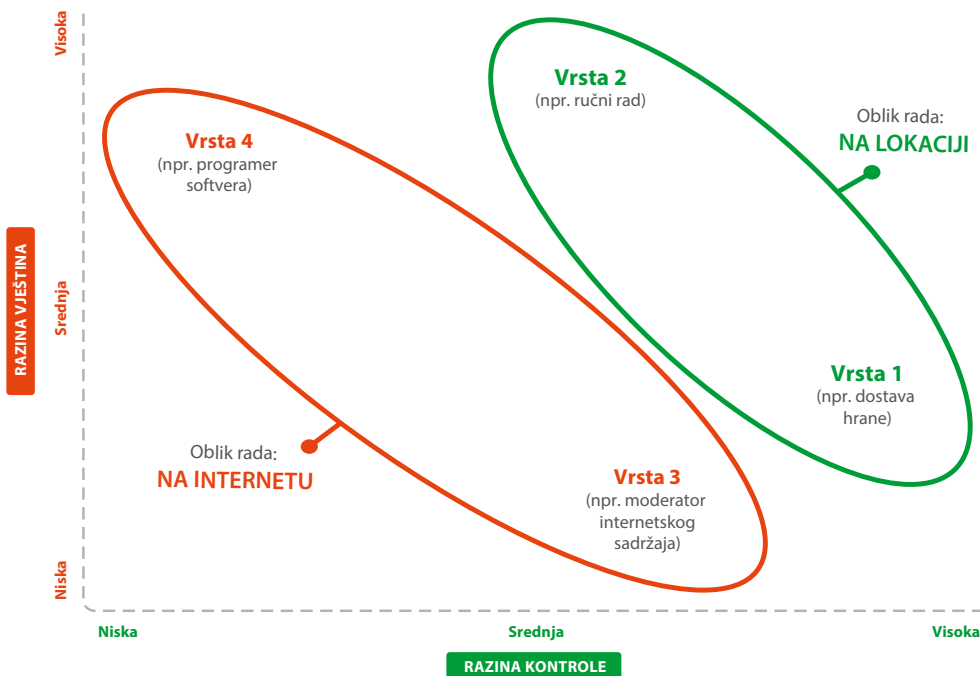 RAZINA VJEŠTINA
Visoka
Srednja
Niska
Vrsta 4
(npr. programer
softvera)
Vrsta 2
(npr. ručni rad)
Oblik rada:
NA LOKACIJI
Vrsta 1
(npr. dostava
hrane)
Oblik rada:
NA INTERNETU
Vrsta 3
(npr. moderator
internetskog
sadržaja)
Niska
Srednja
Visoka
RAZINA KONTROLE